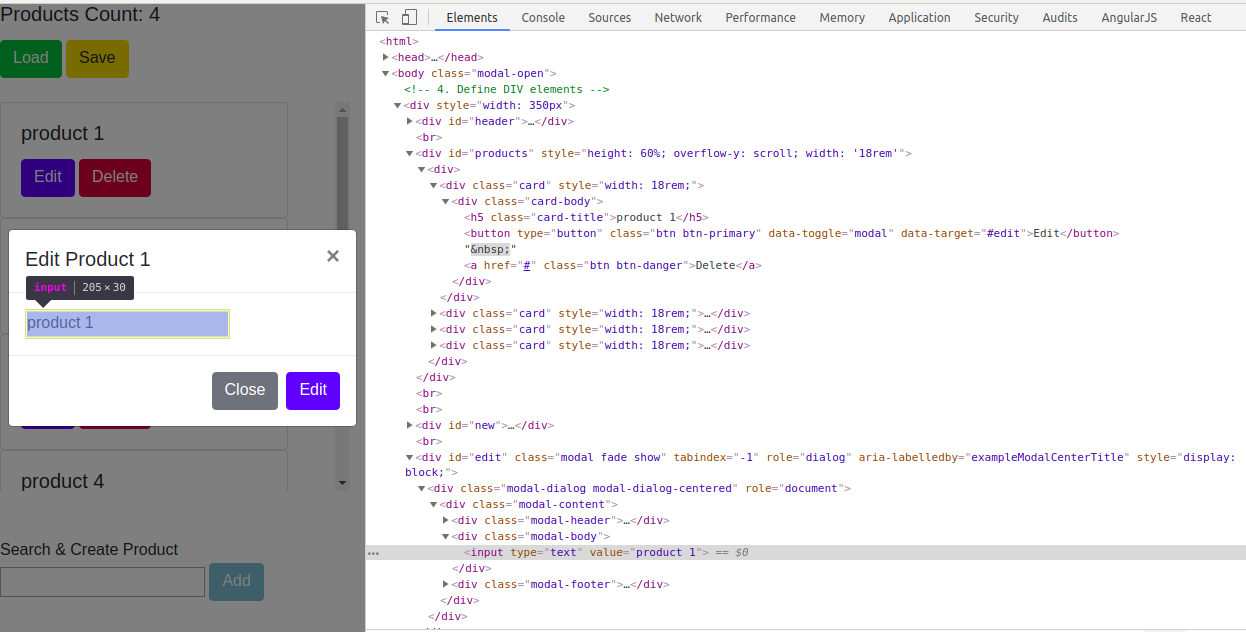 Products Count: 4
Load Save
product 1
Edit Delete
Edit Product 1 ×
input | 205 × 30
product 1
Close Edit
product 4
Search & Create Product
Add
Elements Console Sources Network Performance Memory Application Security Audits AngularJS React
<html>
▶<head>…</head>
▼<body class="modal-open">
<!-- 4. Define DIV elements -->
▼<div style="width: 350px">
▶<div id="header">…</div>
<br>
▼<div id="products" style="height: 60%; overflow-y: scroll; width: '18rem'">
▼<div>
▼<div class="card" style="width: 18rem;">
▼<div class="card-body">
<h5 class="card-title">product 1</h5>
<button type="button" class="btn btn-primary" data-toggle="modal" data-target="#edit">Edit</button>
"&nbsp;"
<a href="#" class="btn btn-danger">Delete</a>
</div>
</div>
▶<div class="card" style="width: 18rem;">…</div>
▶<div class="card" style="width: 18rem;">…</div>
▶<div class="card" style="width: 18rem;">…</div>
</div>
</div>
<br>
<br>
▶<div id="new">…</div>
<br>
▼<div id="edit" class="modal fade show" tabindex="-1" role="dialog" aria-labelledby="exampleModalCenterTitle" style="display:
block;">
▼<div class="modal-dialog modal-dialog-centered" role="document">
▼<div class="modal-content">
▶<div class="modal-header">…</div>
▼<div class="modal-body">
… <input type="text" value="product 1"> == $0
</div>
▶<div class="modal-footer">…</div>
</div>
</div>